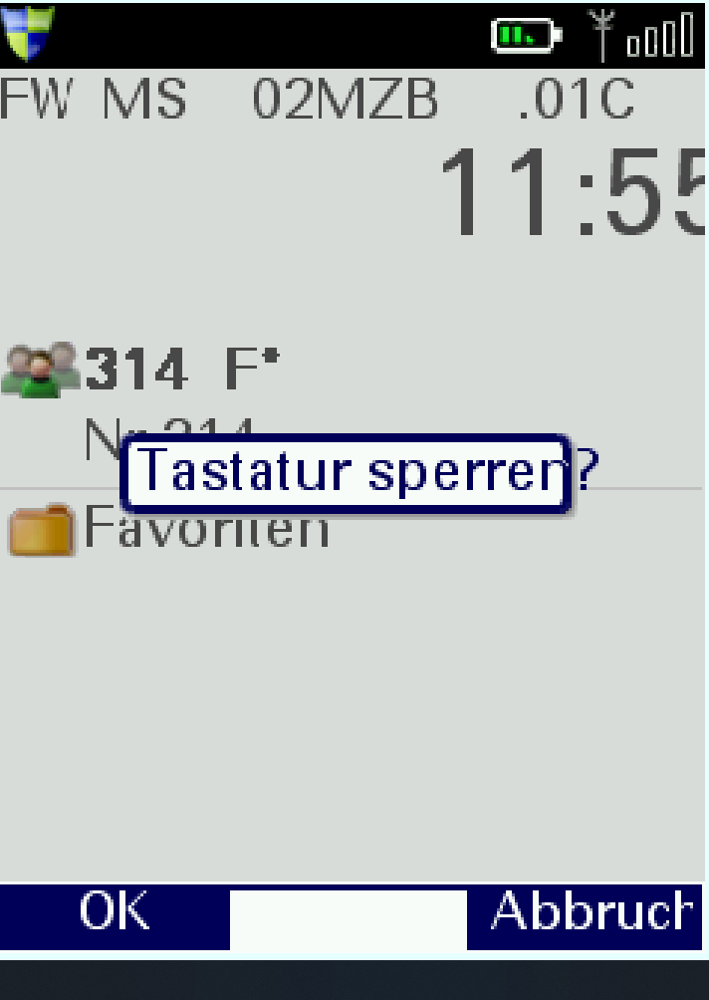 FW MS 02MZB .01C
11:55
314 F*
Tastatur sperren?
Favoriten
OK
Abbruch